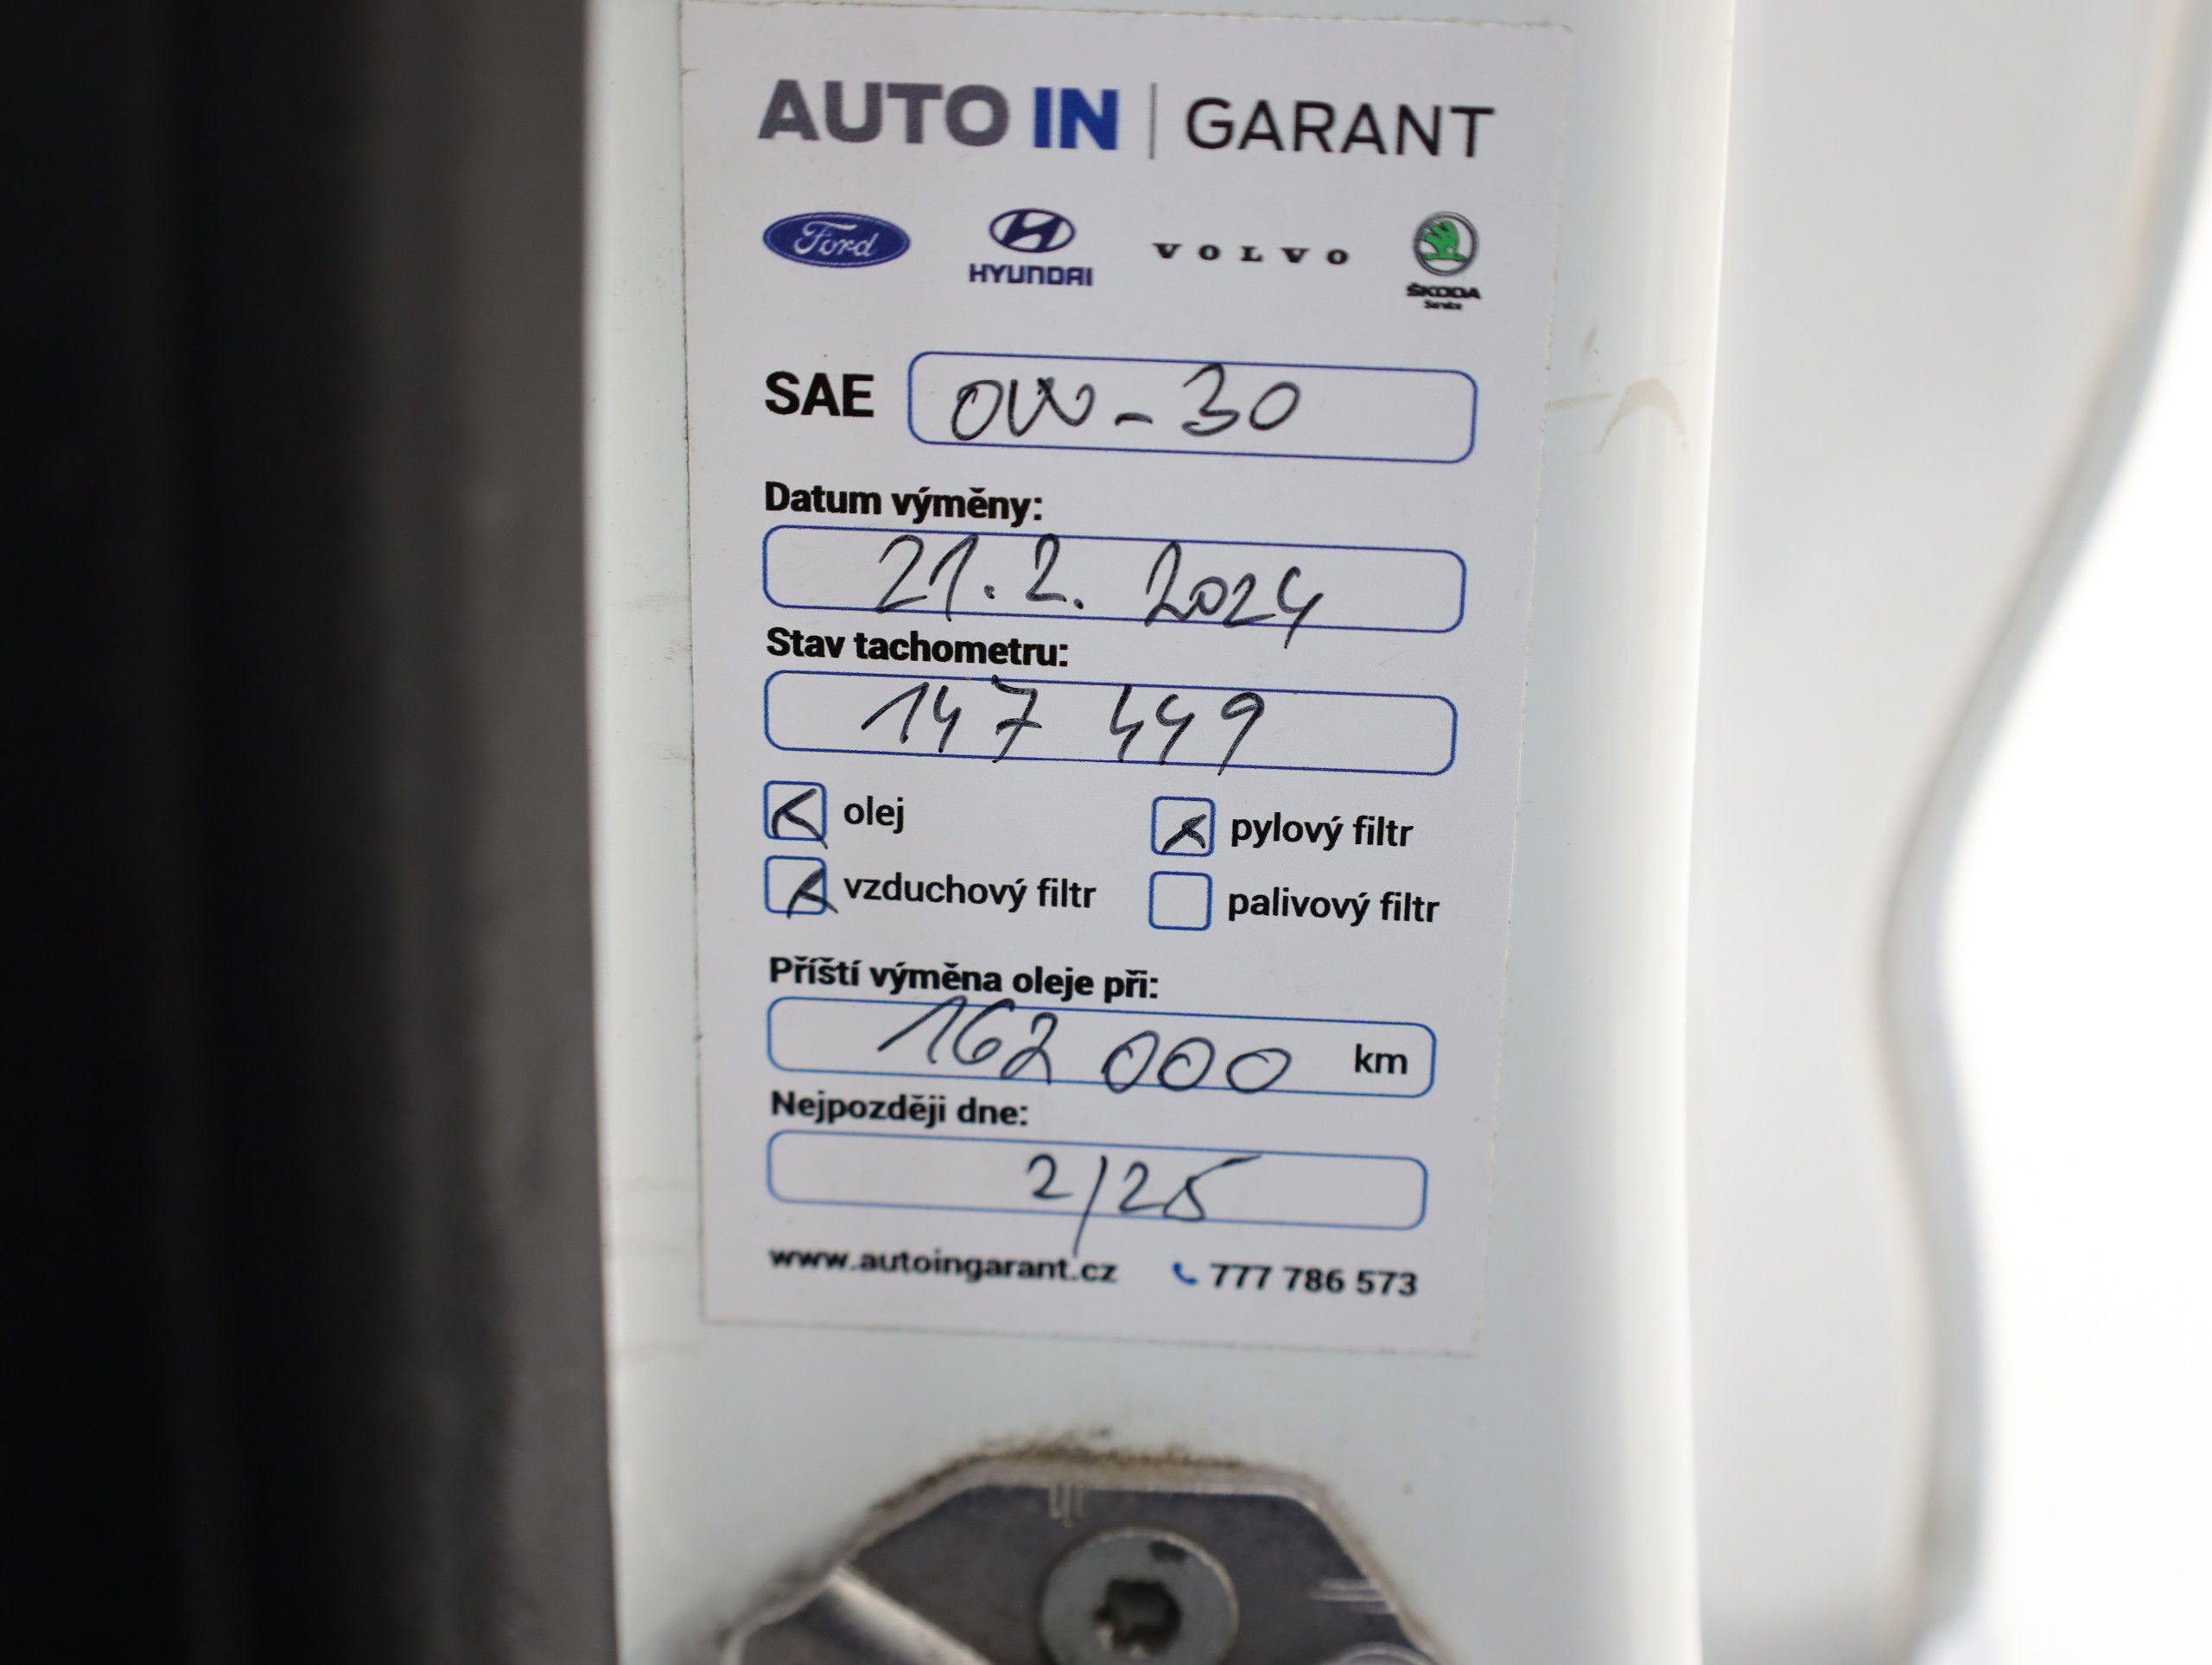 AUTO IN | GARANT
Ford HYUNDAI VOLVO ŠKODA
Service
SAE 0W-30
Datum výměny:
21.2. 2024
Stav tachometru:
147 449
olej pylový filtr
vzduchový filtr palivový filtr
Příští výměna oleje při:
162 000 km
Nejpozději dne:
2/25
www.autoingarant.cz 777 786 573